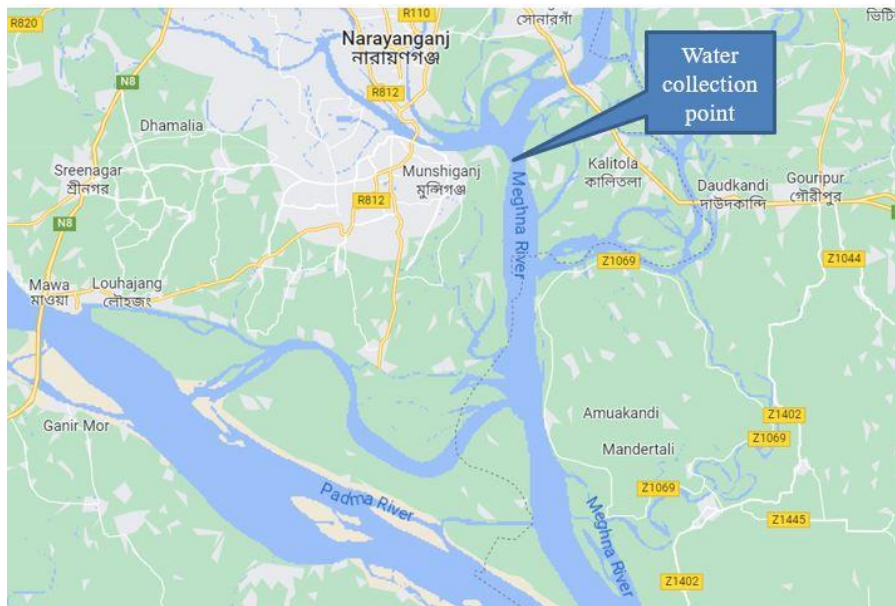 R820
R110
সোনারগাঁ
Narayanganj
নারায়ণগঞ্জ
Water
collection
point
N8
R812
Dhamalia
Sreenagar
শ্রীনগর
Munshiganj
মুন্সিগঞ্জ
Kalitola
কালিতলা
Daudkandi
দাউদকান্দি
Gouripur
গৌরীপুর
R812
N8
Meghna River
Z1069
Z1044
Mawa
মাওয়া
Louhajang
লৌহজং
Ganir Mor
Amuakandi
Z1402
Mandertali
Z1069
Padma River
Z1069
Z1445
Meghna River
Z1402